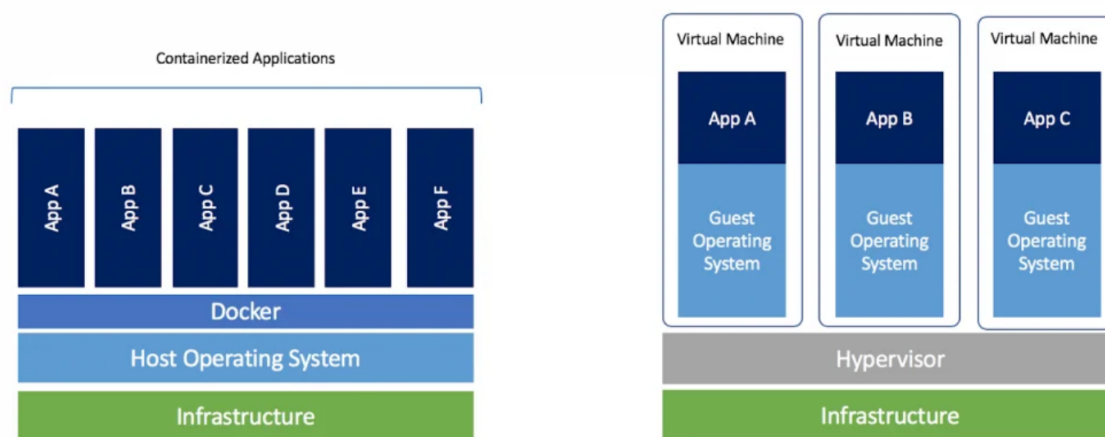 Containerized Applications
App A
App B
App C
App D
App E
App F
Docker
Host Operating System
Infrastructure
Virtual Machine
App A
Guest
Operating
System
Virtual Machine
App B
Guest
Operating
System
Virtual Machine
App C
Guest
Operating
System
Hypervisor
Infrastructure